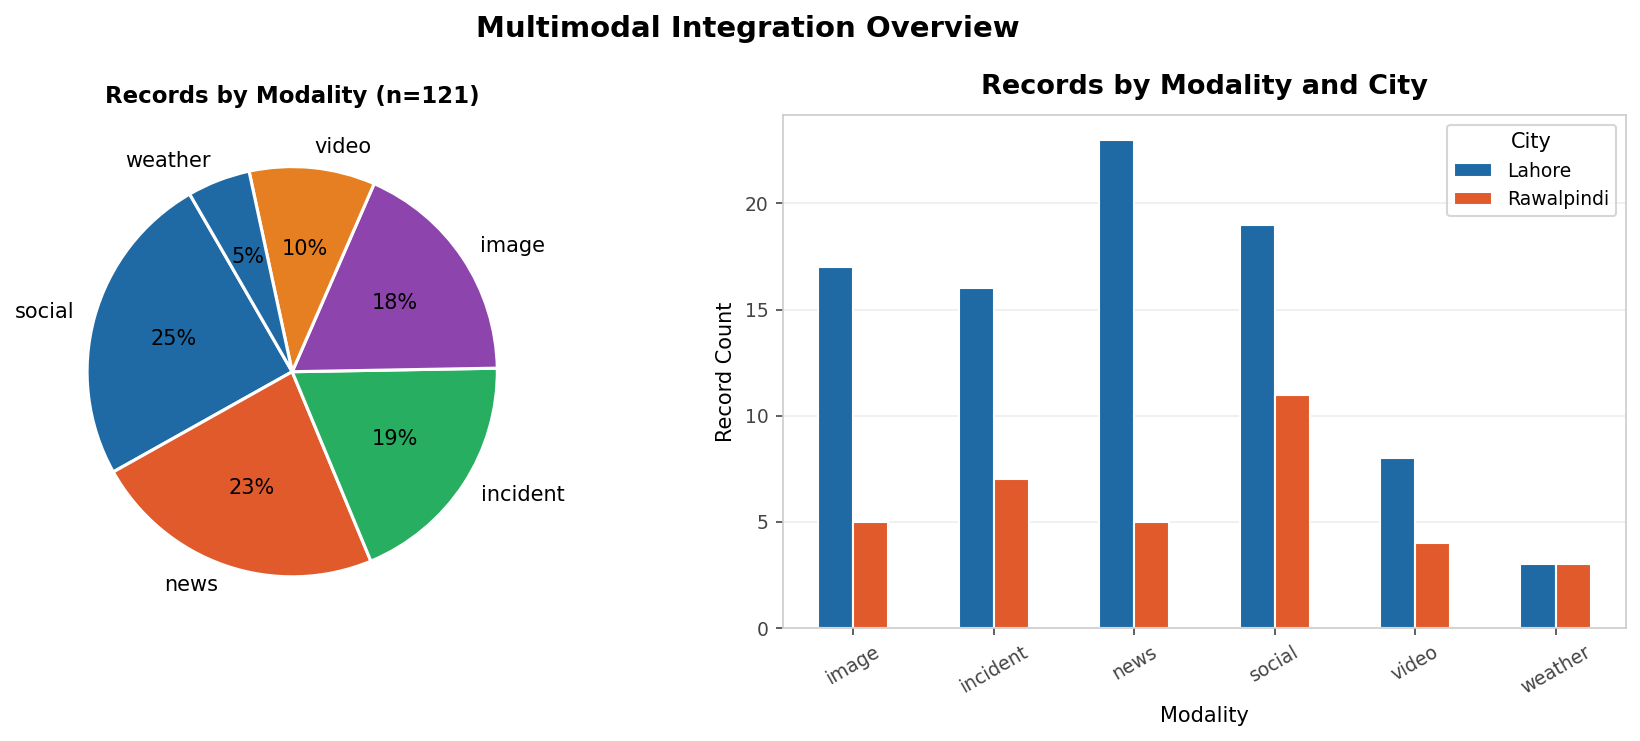 Multimodal Integration Overview
Records by Modality (n=121)
video
weather
image
social
news
incident
5%
10%
18%
25%
19%
23%
Records by Modality and City
City
Lahore
Rawalpindi
Record Count
20
15
10
5
0
image
incident
news
social
video
weather
Modality